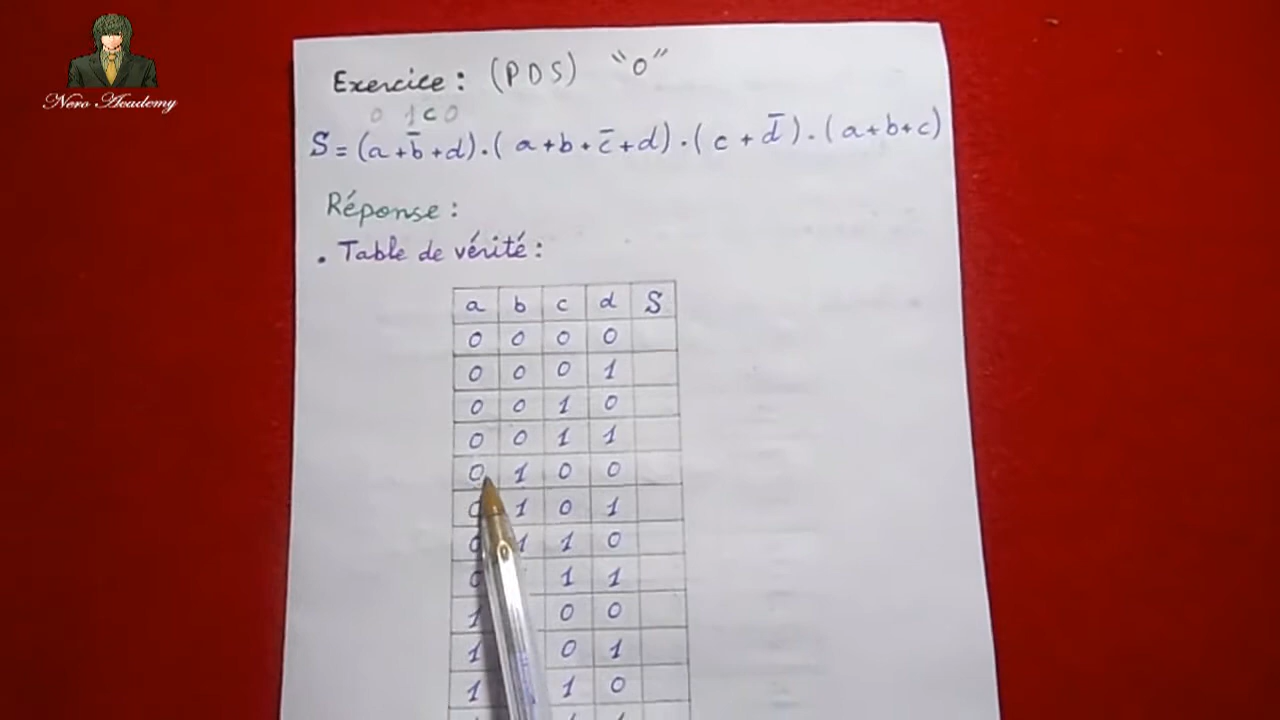 Nero Academy
Exercice : (PDS) "0"
0 1 c 0
S = (a + b̄ + d) . ( a + b + c̄ + d) . ( c + d̄ ) . ( a + b + c )
Réponse :
. Table de vérité :
a b c d S
0 0 0 0
0 0 0 1
0 0 1 0
0 0 1 1
0 1 0 0
0 1 0 1
0 1 1 0
0 1 1
1 0 0
1 0 1
1 1 0